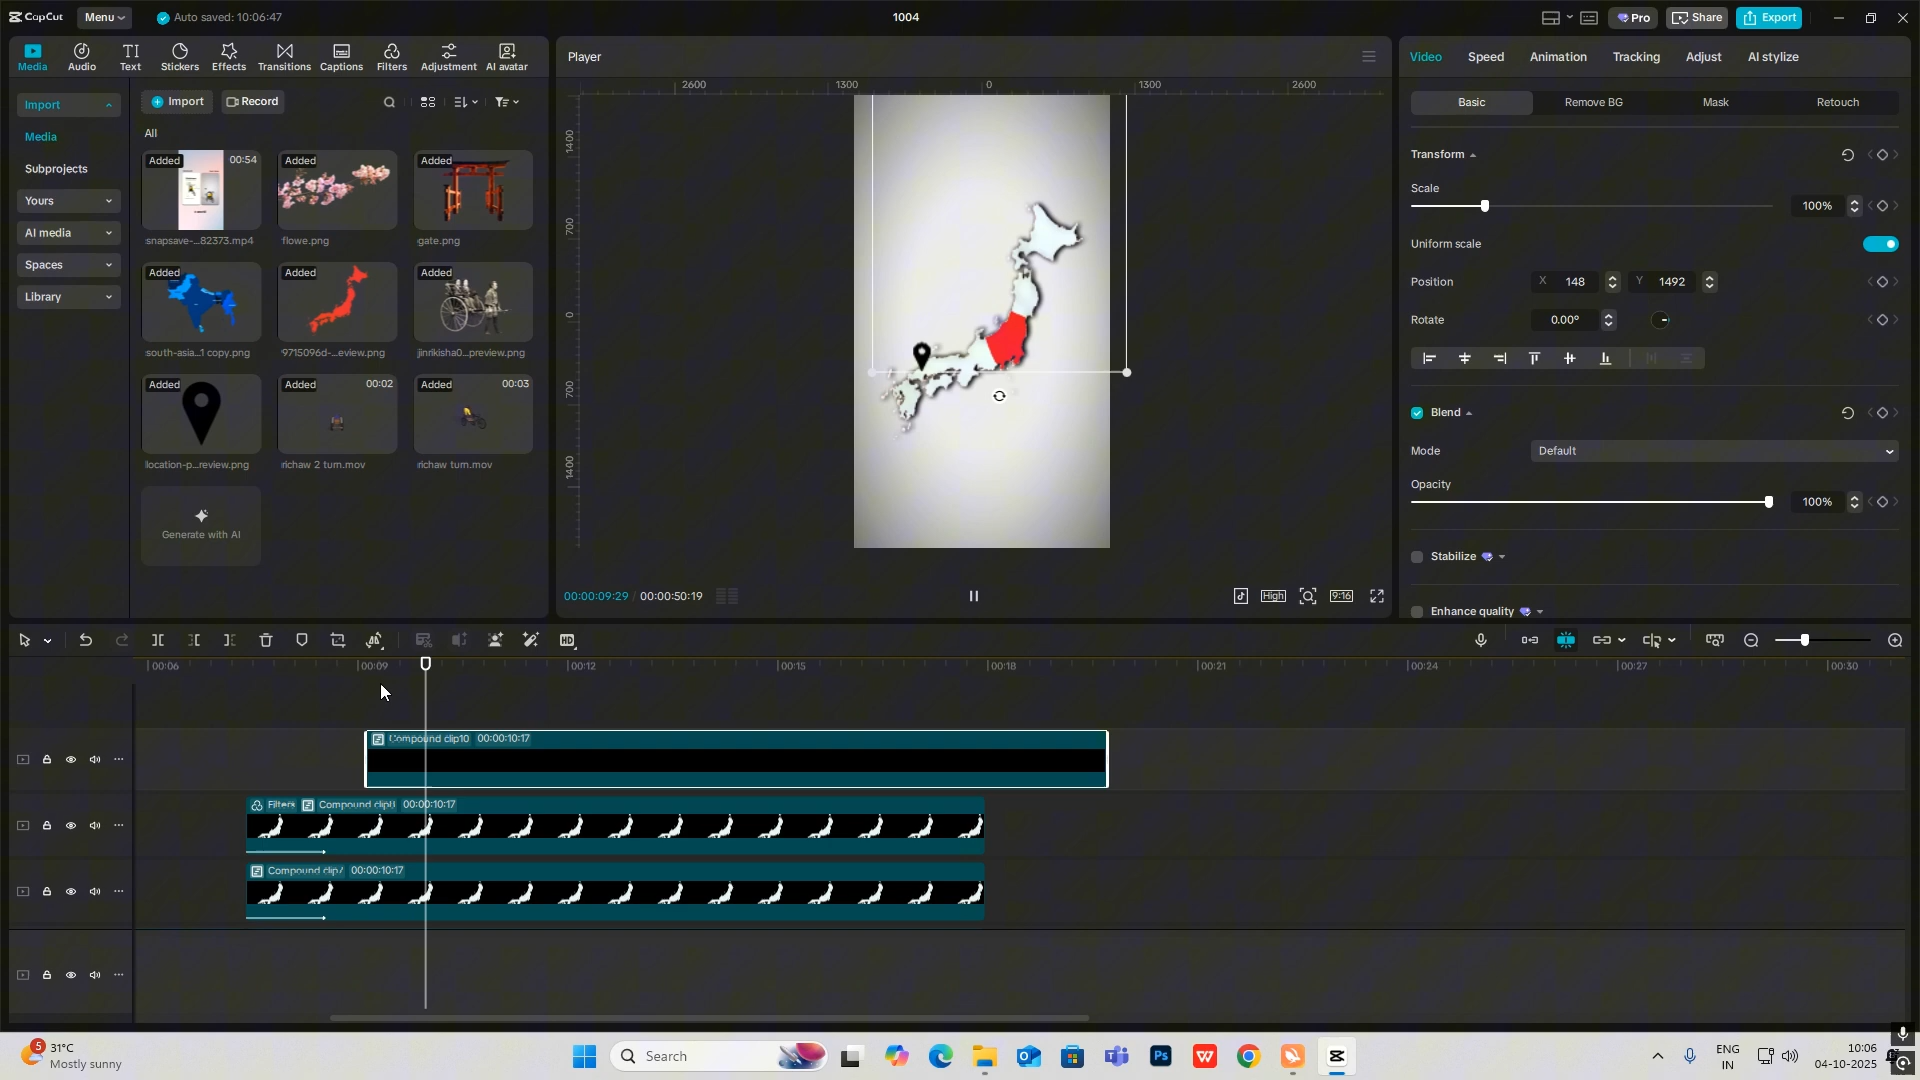 CapCut
Menu
Auto saved: 10:06:47
1004
Pro
Share
Export
Media
Audio
Text
Stickers
Effects
Transitions
Captions
Filters
Adjustment
AI avatar
Player
Video
Speed
Animation
Tracking
Adjust
AI stylize
Import
Media
Subprojects
Yours
AI media
Spaces
Library
Import
Record
All
Added 00:54
snapsave-...82373.mp4
Added
flowe.png
Added
gate.png
Added
south-asia...1 copy.png
Added
9715096d-...eview.png
Added
jinrikisha0...preview.png
Added
location-p...review.png
Added 00:02
richaw 2 turn.mov
Added 00:03
richaw turn.mov
Generate with AI
2600
1300
0
1300
2600
1400
700
0
700
1400
00:00:09:29 / 00:00:50:19
High
9:16
Basic
Remove BG
Mask
Retouch
Transform
Scale
100%
Uniform scale
Position
X 148
Y 1492
Rotate
0.00°
Blend
Mode
Default
Opacity
100%
Stabilize
Enhance quality
HD
00:06
00:09
00:12
00:15
00:18
00:21
00:24
00:27
00:30
Compound clip10 00:00:10:17
Filters 00:00:10:17
00:00:10:17
5
31°C
Mostly sunny
Search
Ps
ENG
IN
10:06
04-10-2025